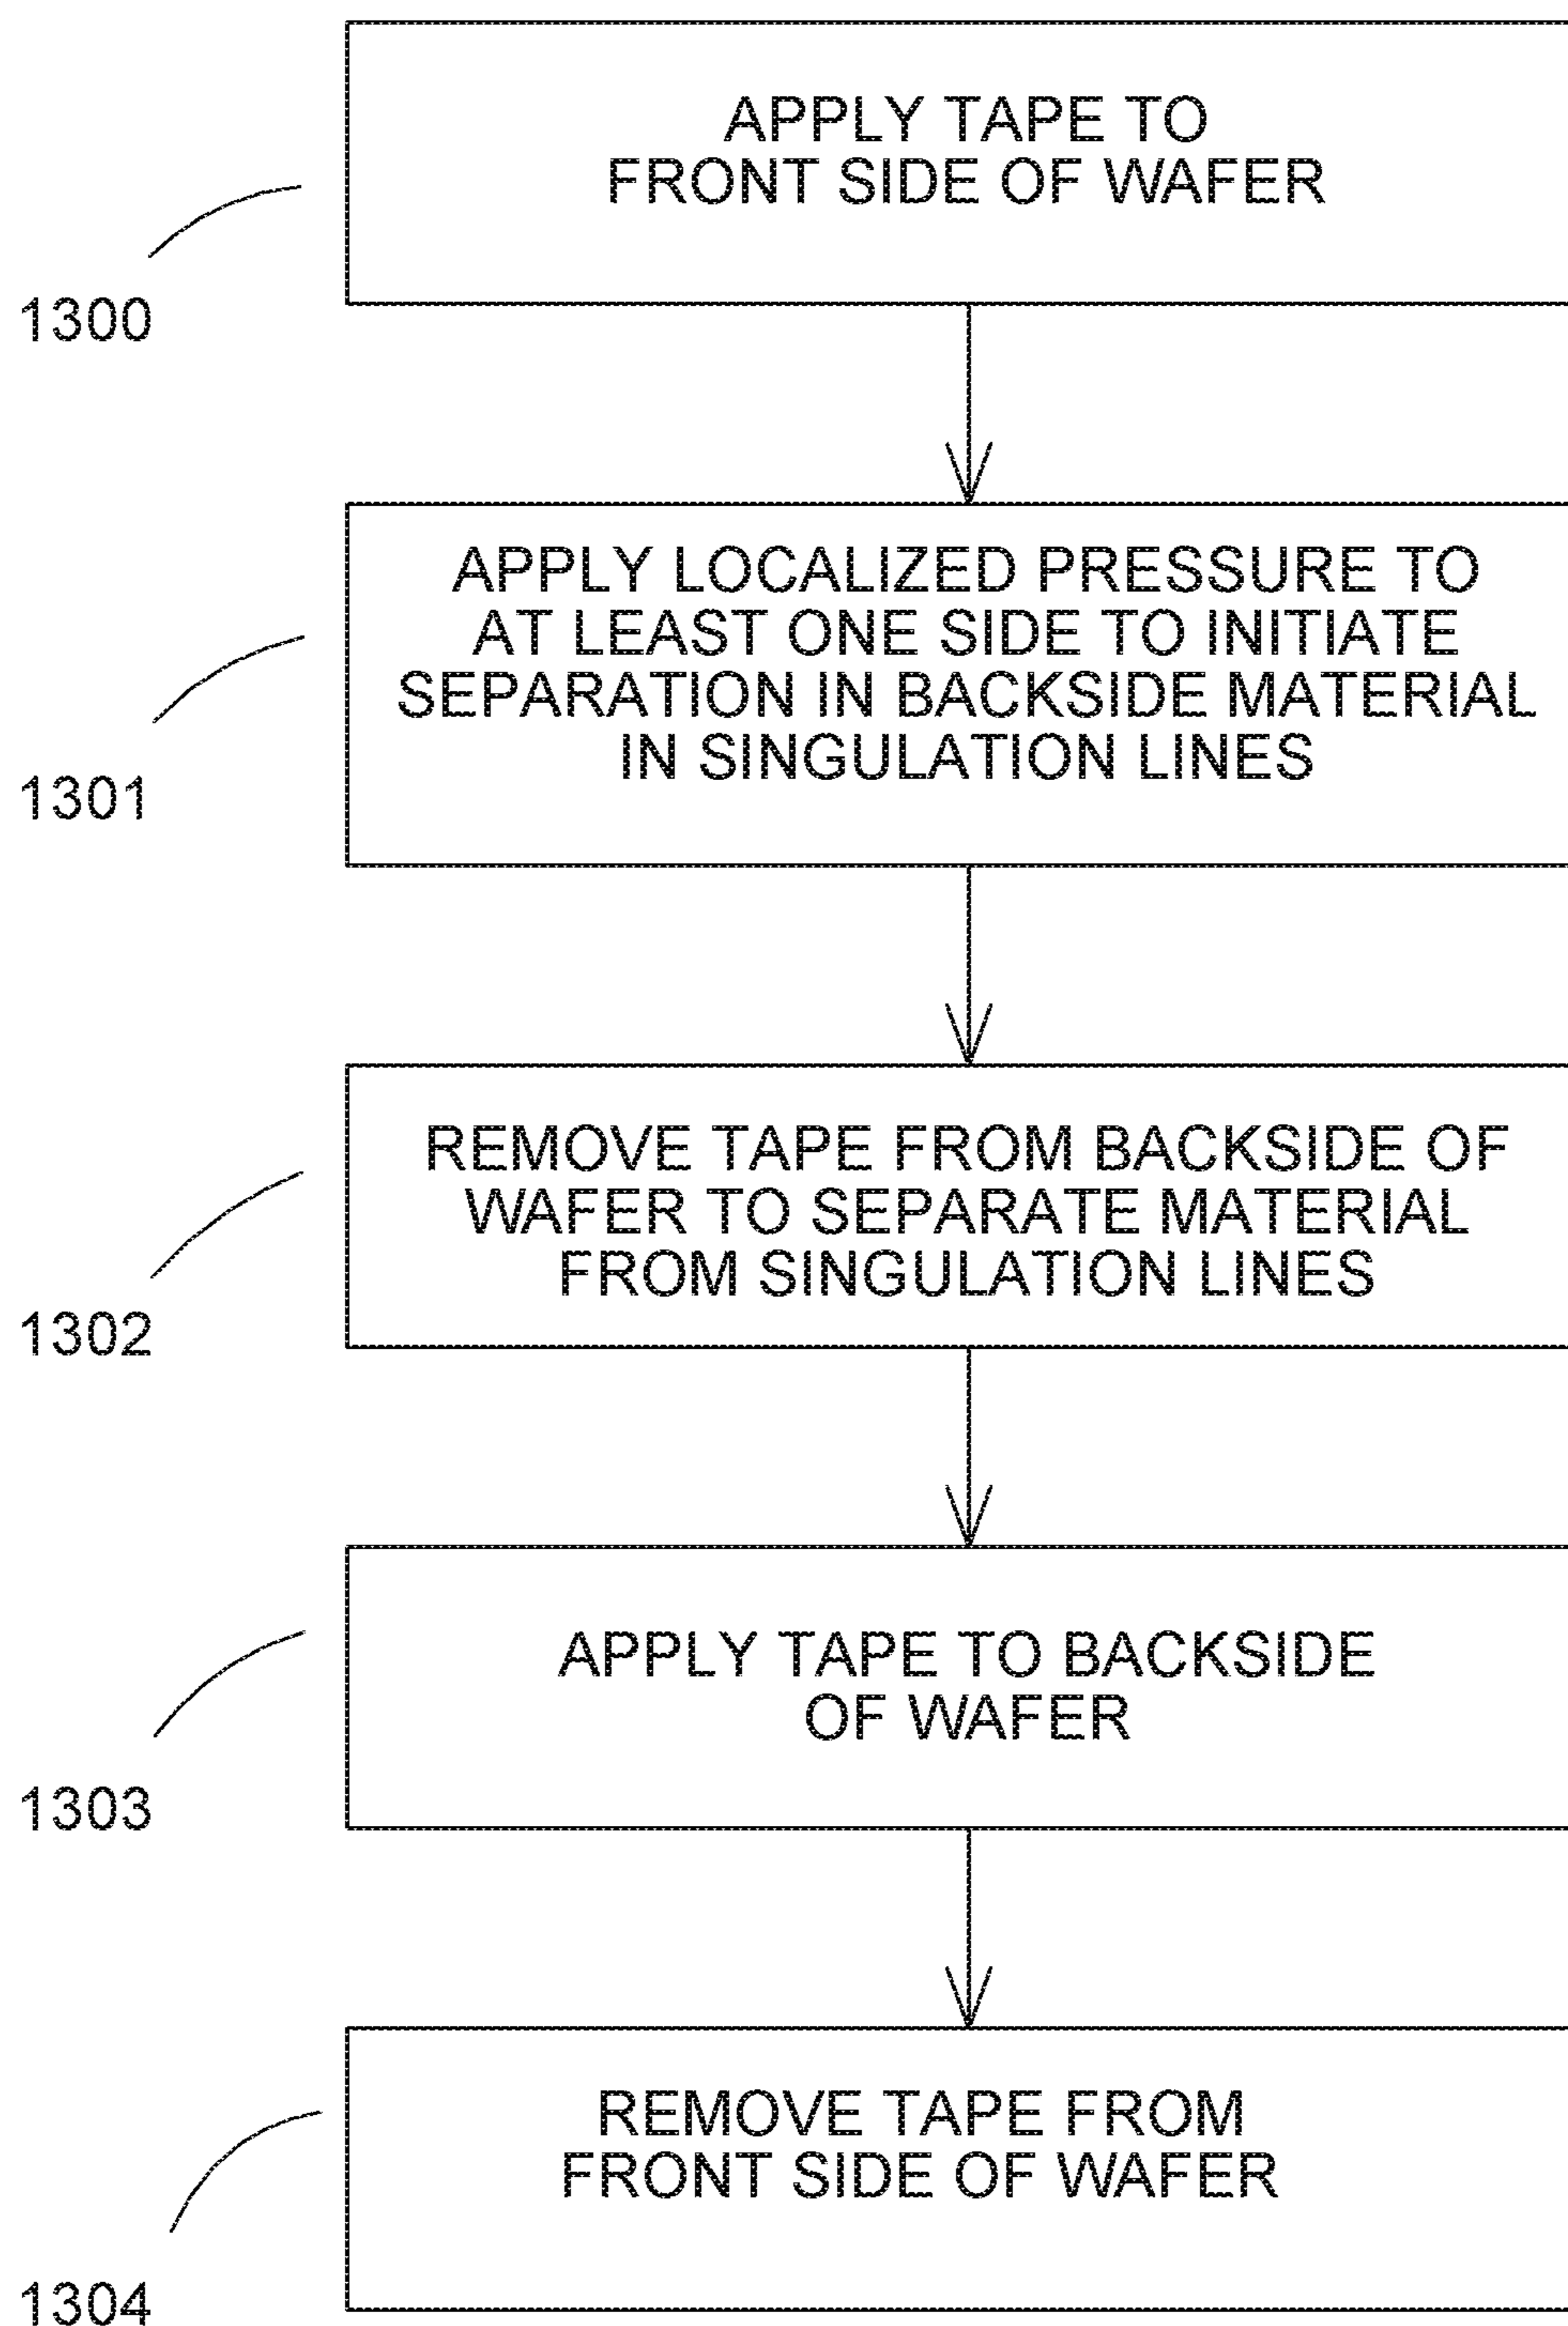 APPLY TAPE TO
FRONT SIDE OF WAFER
1300
APPLY LOCALIZED PRESSURE TO
AT LEAST ONE SIDE TO INITIATE
SEPARATION IN BACKSIDE MATERIAL
IN SINGULATION LINES
1301
REMOVE TAPE FROM BACKSIDE OF
WAFER TO SEPARATE MATERIAL
FROM SINGULATION LINES
1302
APPLY TAPE TO BACKSIDE
OF WAFER
1303
REMOVE TAPE FROM
FRONT SIDE OF WAFER
1304